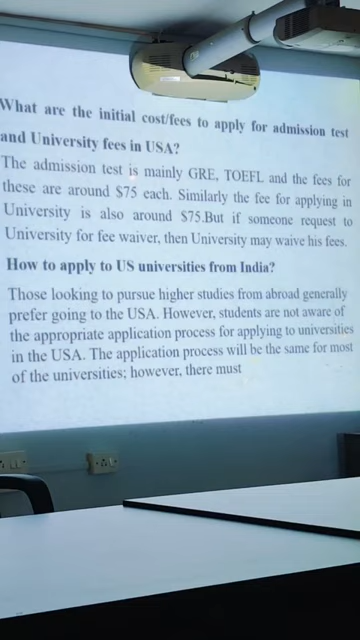 What are the initial cost/fees to apply for admission test
and University fees in USA?
The admission test is mainly GRE, TOEFL and the fees for
these are around $75 each. Similarly the fee for applying in
University is also around $75.But if someone request to
University for fee waiver, then University may waive his fees.
How to apply to US universities from India?
Those looking to pursue higher studies from abroad generally
prefer going to the USA. However, students are not aware of
the appropriate application process for applying to universities
in the USA. The application process will be the same for most
of the universities; however, there must